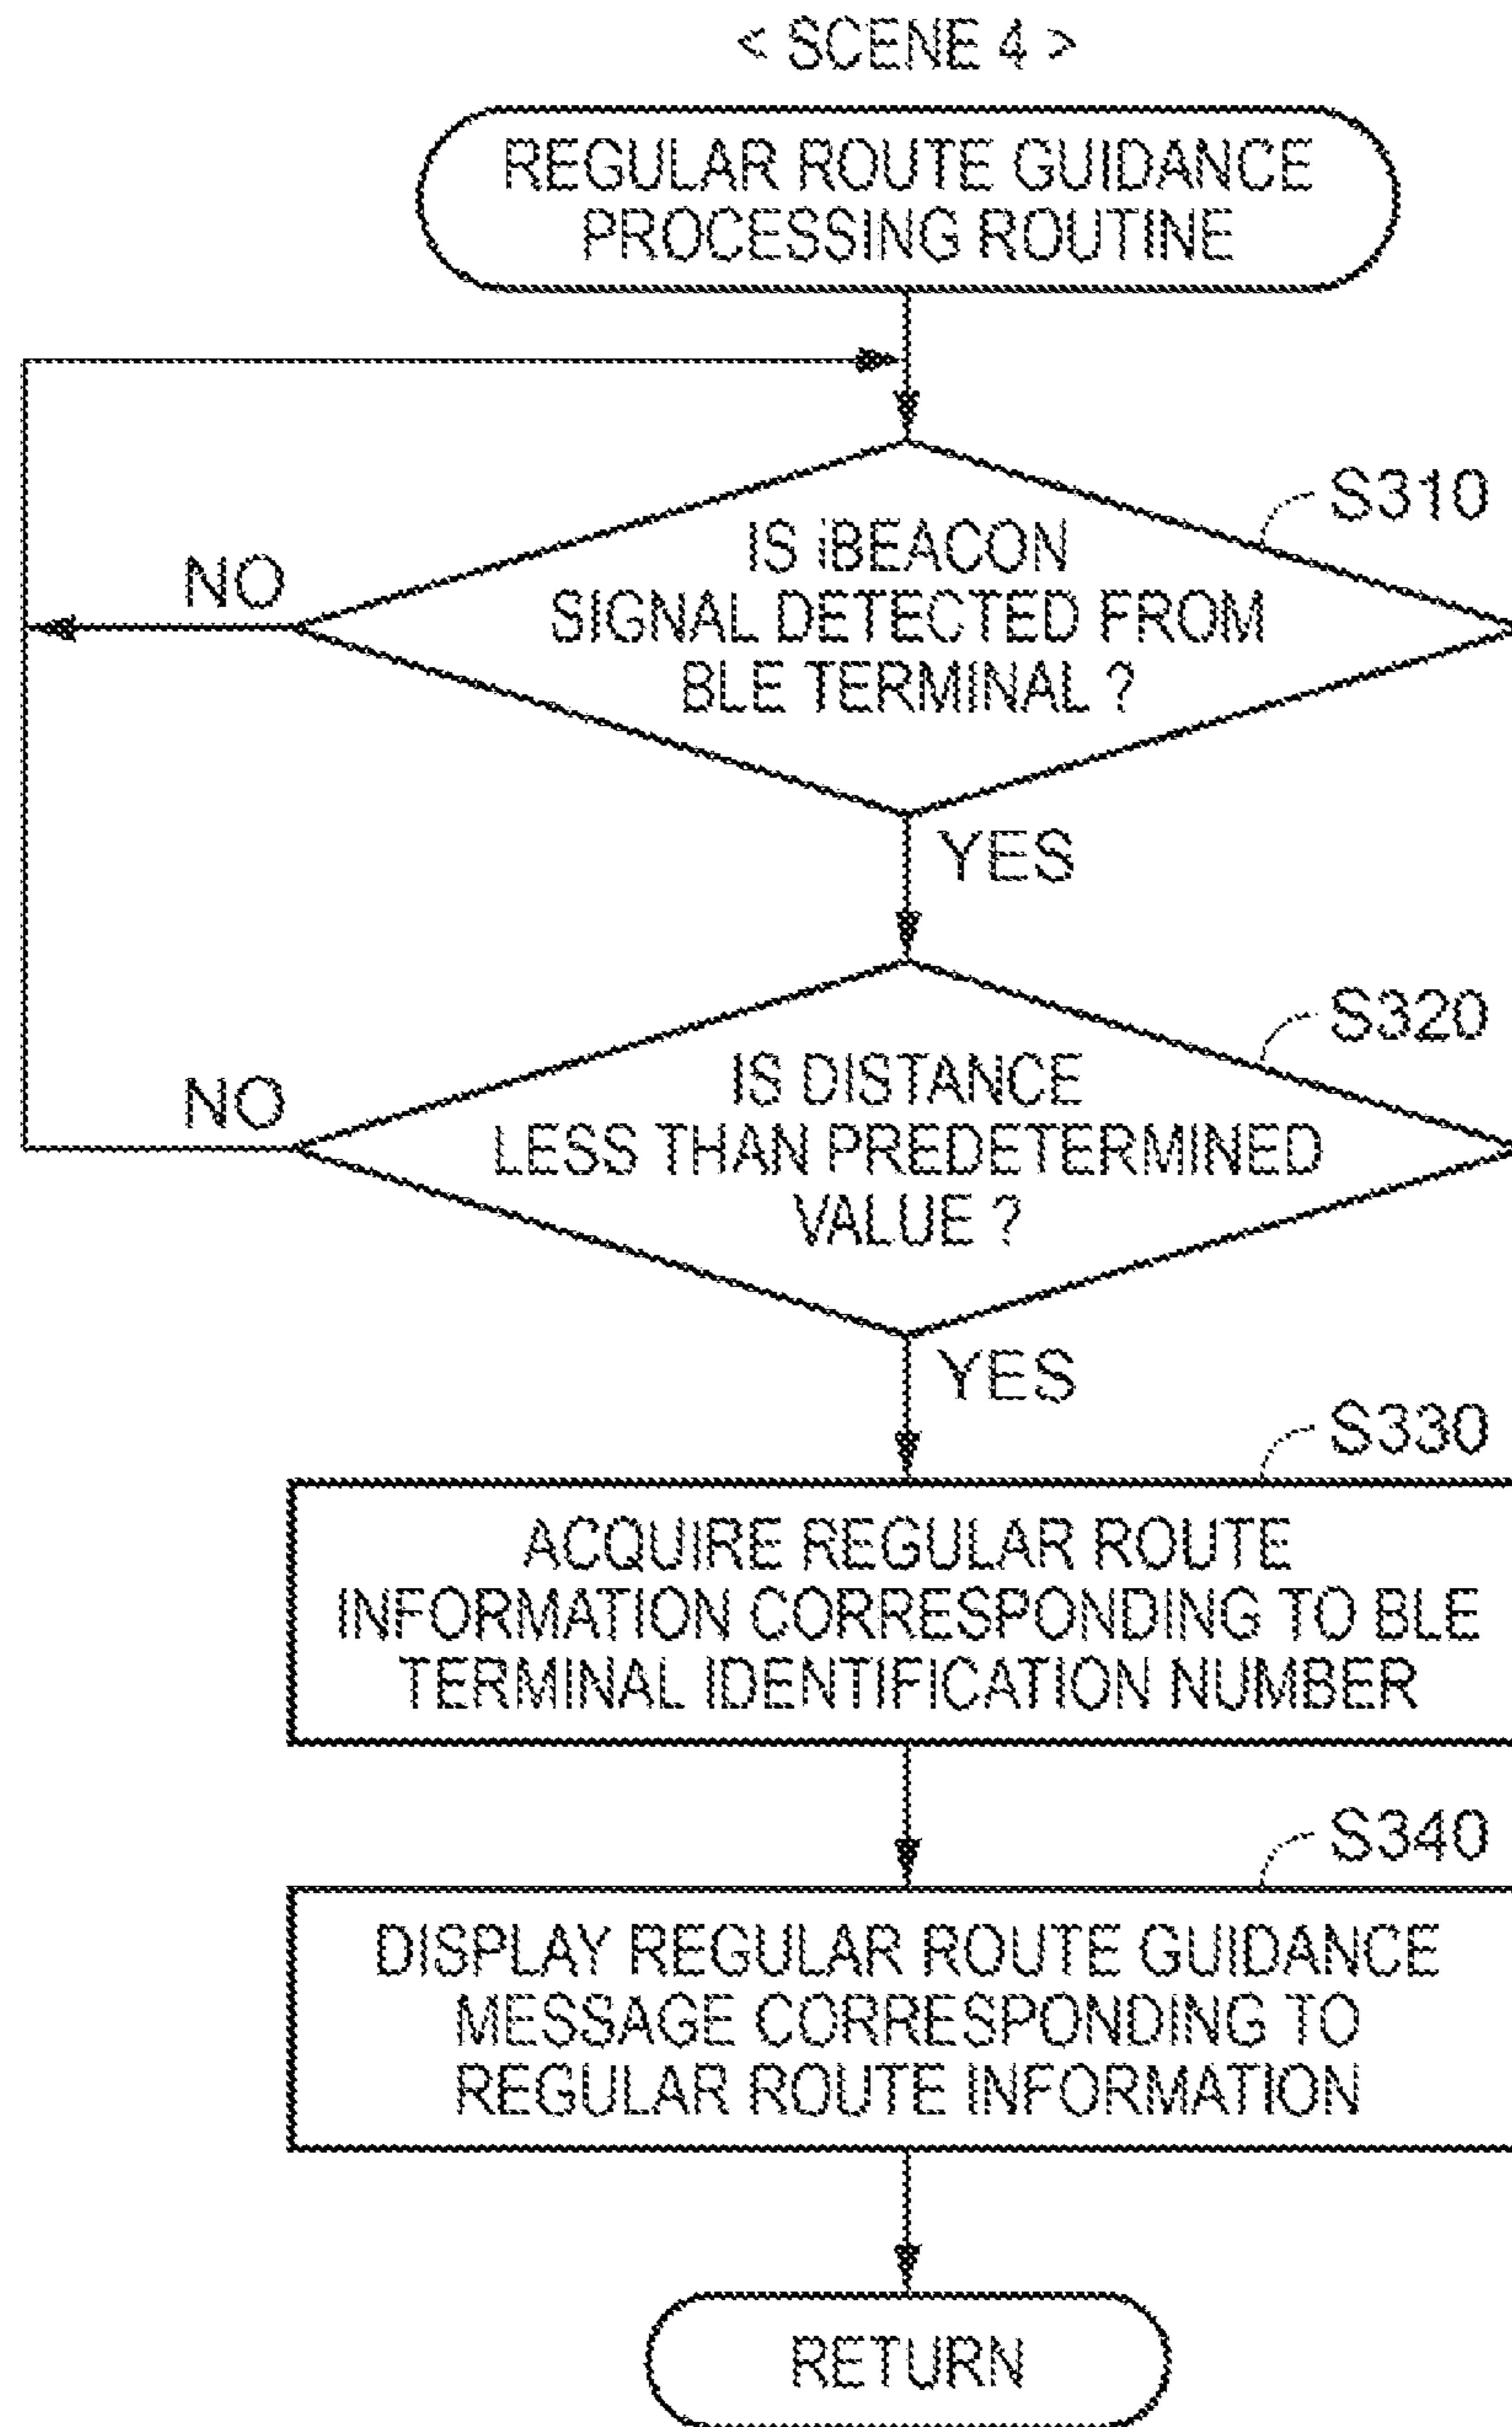 < SCENE 4 >
REGULAR ROUTE GUIDANCE
PROCESSING ROUTINE
S310
IS iBEACON
SIGNAL DETECTED FROM
BLE TERMINAL ?
NO
YES
S320
IS DISTANCE
LESS THAN PREDETERMINED
VALUE ?
NO
YES
S330
ACQUIRE REGULAR ROUTE
INFORMATION CORRESPONDING TO BLE
TERMINAL IDENTIFICATION NUMBER
S340
DISPLAY REGULAR ROUTE GUIDANCE
MESSAGE CORRESPONDING TO
REGULAR ROUTE INFORMATION
RETURN